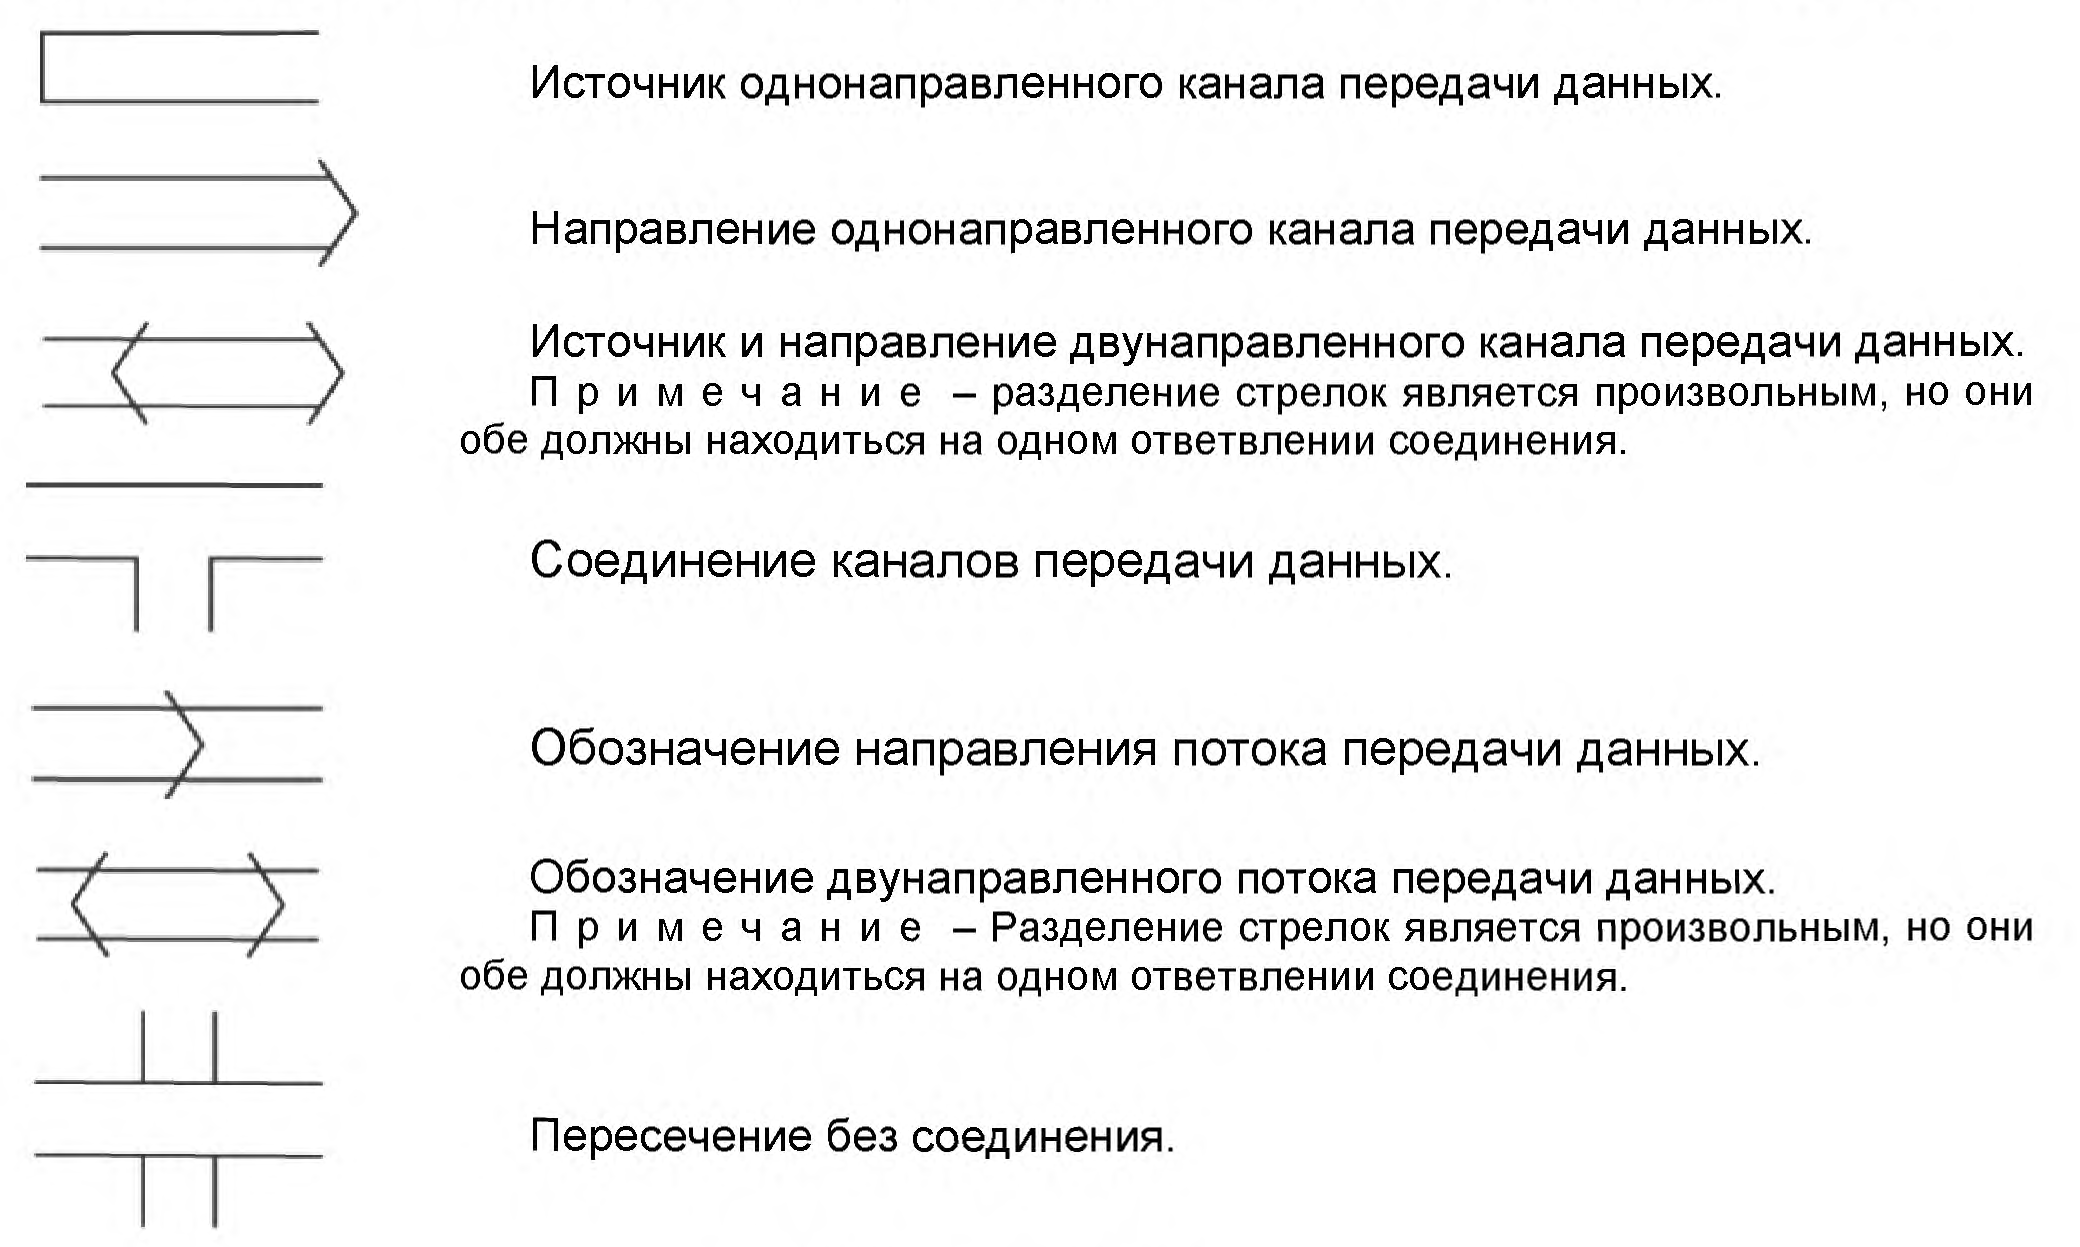 Источник однонаправленного канала передачи данных.
Направление однонаправленного канала передачи данных.
Источник и направление двунаправленного канала передачи данных.
П р и м е ч а н и е – разделение стрелок является произвольным, но они
обе должны находиться на одном ответвлении соединения.
Соединение каналов передачи данных.
Обозначение направления потока передачи данных.
Обозначение двунаправленного потока передачи данных.
П р и м е ч а н и е – Разделение стрелок является произвольным, но они
обе должны находиться на одном ответвлении соединения.
Пересечение без соединения.